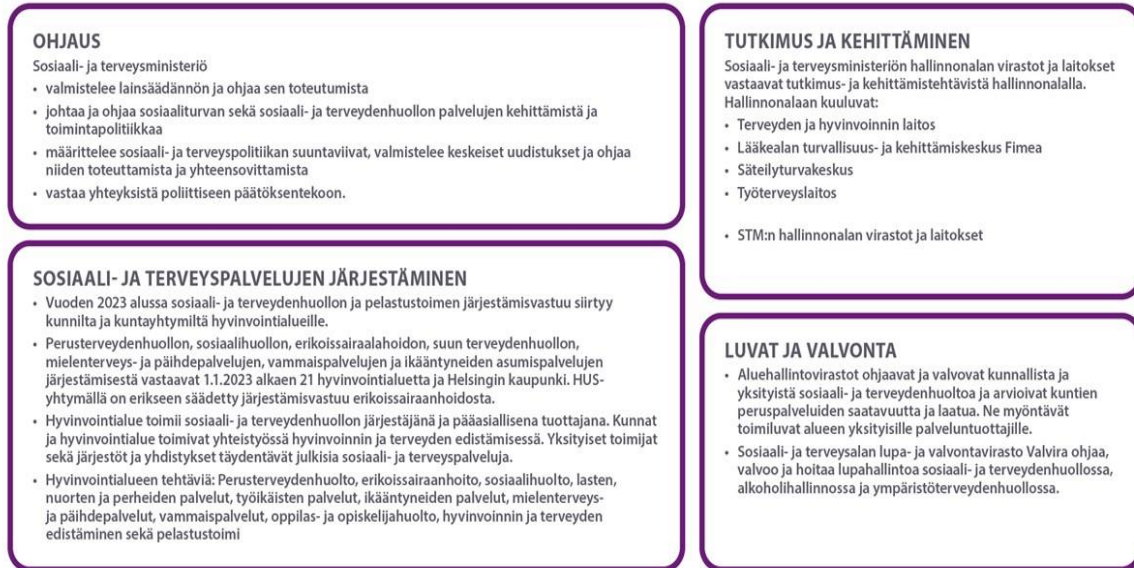 OHJAUS
Sosiaali- ja terveysministeriö
• valmistelee lainsäädännön ja ohjaa sen toteutumista
• johtaa ja ohjaa sosiaaliturvan sekä sosiaali- ja terveydenhuollon palvelujen kehittämistä ja
toimintapolitiikkaa
• määrittelee sosiaali- ja terveyspolitiikan suuntaviivat, valmistelee keskeiset uudistukset ja ohjaa
niiden toteuttamista ja yhteensovittamista
• vastaa yhteyksistä poliittiseen päätöksentekoon.
SOSIAALI- JA TERVEYSPALVELUJEN JÄRJESTÄMINEN
• Vuoden 2023 alussa sosiaali- ja terveydenhuollon ja pelastustoimen järjestämisvastuu siirtyy
kunnilta ja kuntayhtymiltä hyvinvointialueille.
• Perusterveydenhuollon, sosiaalihuollon, erikoissairaalahoidon, suun terveydenhuollon,
mielenterveys- ja päihdepalvelujen, vammaispalvelujen ja ikääntyneiden asumispalvelujen
järjestämisestä vastaavat 1.1.2023 alkaen 21 hyvinvointialuetta ja Helsingin kaupunki. HUS-
yhtymällä on erikseen säädetty järjestämisvastuu erikoissairaanhoidosta.
• Hyvinvointialue toimii sosiaali- ja terveydenhuollon järjestäjänä ja pääasiallisena tuottajana. Kunnat
ja hyvinvointialue toimivat yhteistyössä hyvinvoinnin ja terveyden edistämisessä. Yksityiset toimijat
sekä järjestöt ja yhdistykset täydentävät julkisia sosiaali- ja terveyspalveluja.
• Hyvinvointialueen tehtäviä: Perusterveydenhuolto, erikoissairaanhoito, sosiaalihuolto, lasten,
nuorten ja perheiden palvelut, työikäisten palvelut, ikääntyneiden palvelut, mielenterveys-
ja päihdepalvelut, vammaispalvelut, oppilas- ja opiskelijahuolto, hyvinvoinnin ja terveyden
edistäminen sekä pelastustoimi
TUTKIMUS JA KEHITTÄMINEN
Sosiaali- ja terveysministeriön hallinnonalan virastot ja laitokset
vastaavat tutkimus- ja kehittämistehtävistä hallinnonalalla.
Hallinnonalaan kuuluvat:
• Terveyden ja hyvinvoinnin laitos
• Lääkealan turvallisuus- ja kehittämiskeskus Fimea
• Säteilyturvakeskus
• Työterveyslaitos
• STM:n hallinnonalan virastot ja laitokset
LUVAT JA VALVONTA
• Aluehallintovirastot ohjaavat ja valvovat kunnallista ja
yksityistä sosiaali- ja terveydenhuoltoa ja arvioivat kuntien
peruspalveluiden saatavuutta ja laatua. Ne myöntävät
toimiluvat alueen yksityisille palveluntuottajille.
• Sosiaali- ja terveysalan lupa- ja valvontavirasto Valvira ohjaa,
valvoo ja hoitaa lupahallintoa sosiaali- ja terveydenhuollossa,
alkoholihallinnossa ja ympäristöterveydenhuollossa.